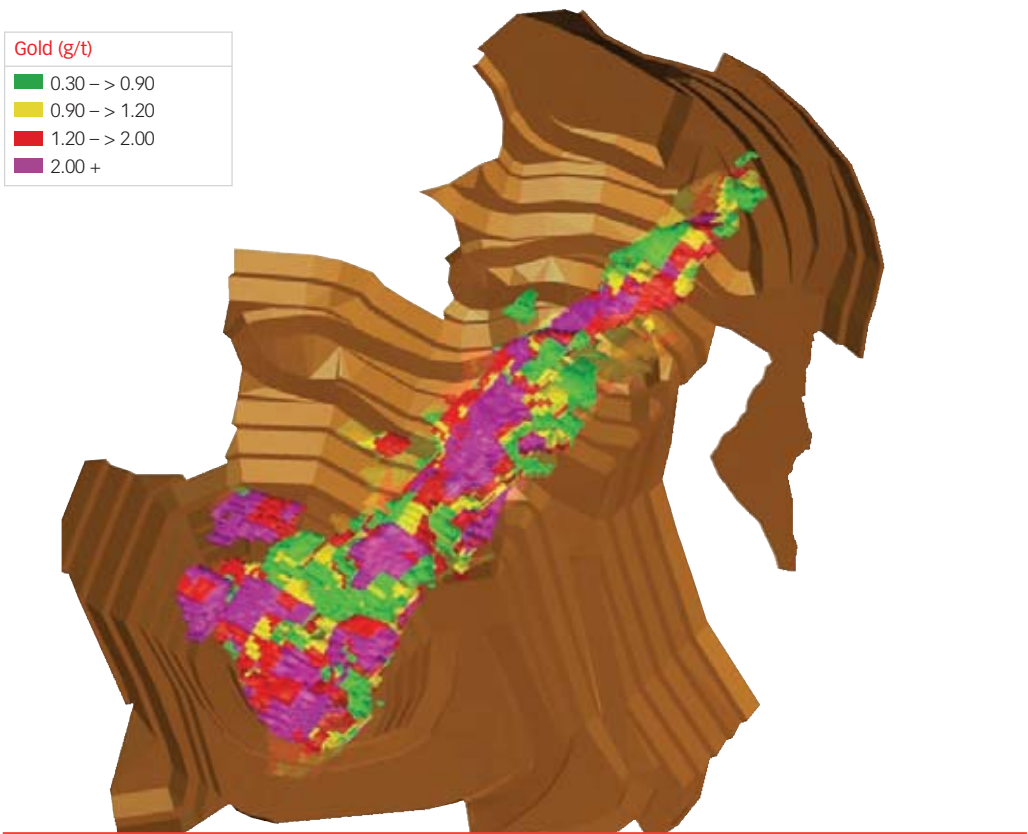 Gold (g/t)
0.30 – > 0.90
0.90 – > 1.20
1.20 – > 2.00
2.00 +